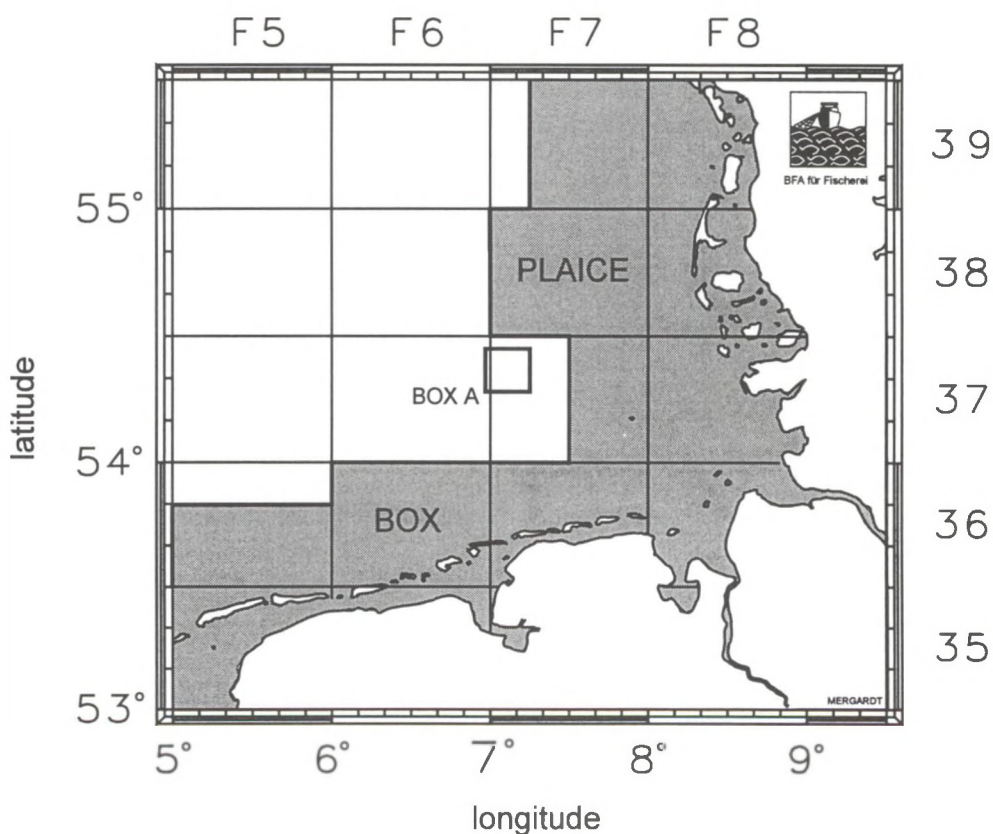 F5 F6 F7 F8
39
BFA für Fischerei
55°
PLAICE
38
latitude
BOX A
37
54°
BOX
36
35
53°
MERGARDT
5° 6° 7° 8° 9°
longitude